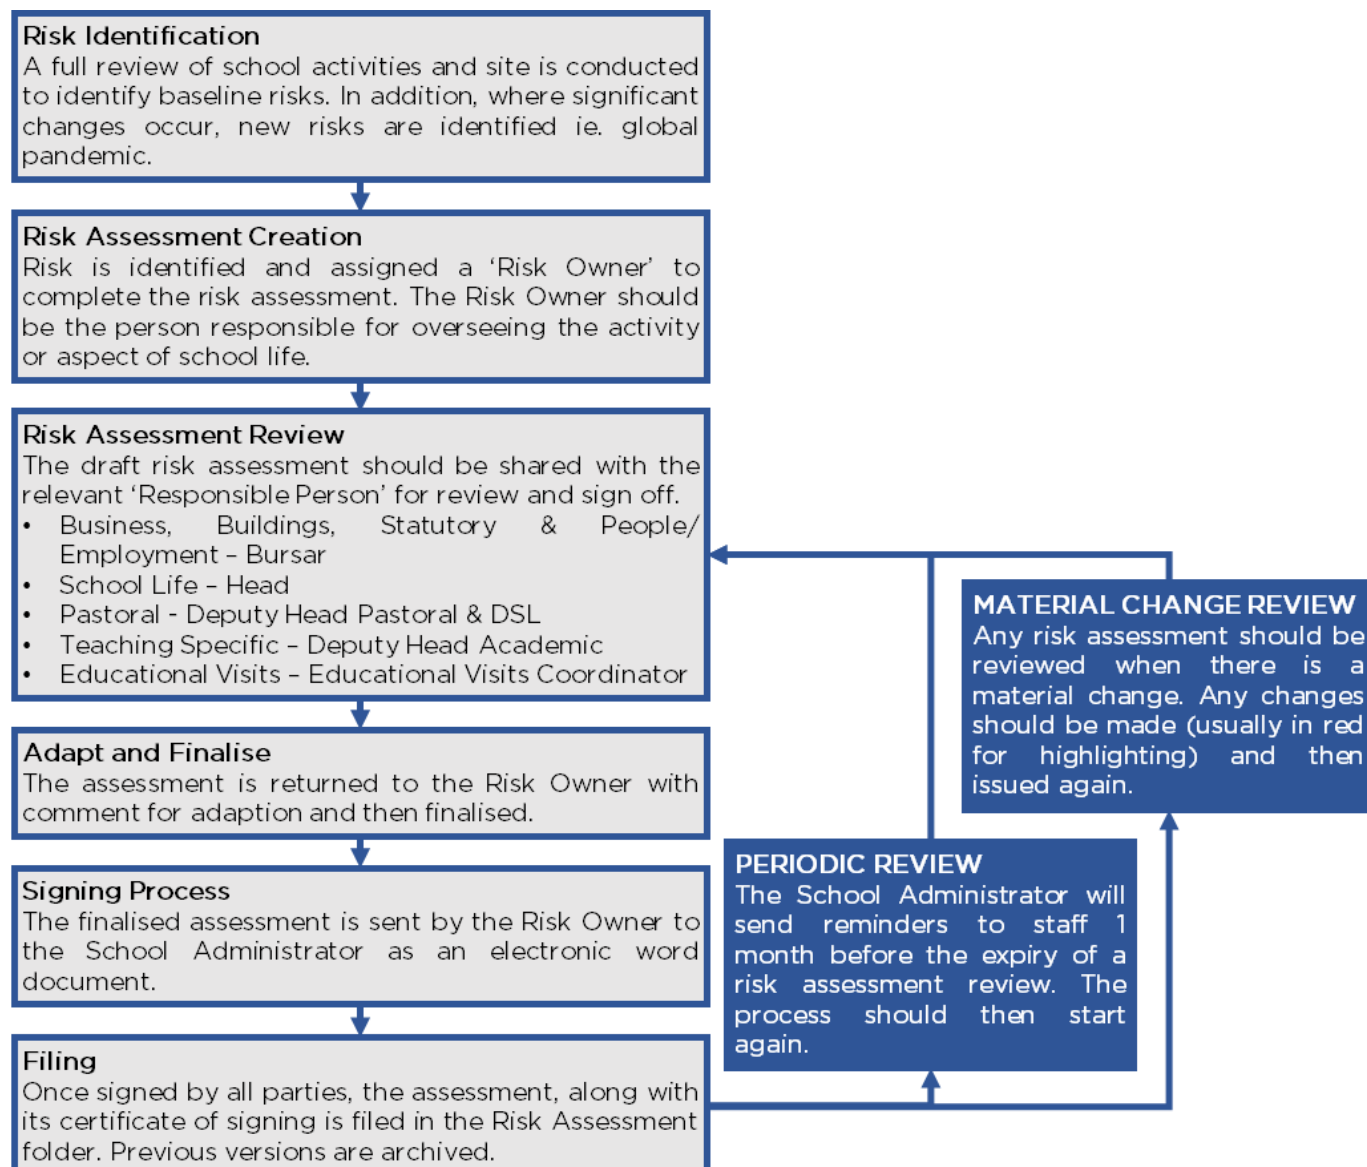 Risk Identification
A full review of school activities and site is conducted
to identify baseline risks. In addition, where significant
changes occur, new risks are identified ie. global
pandemic.
Risk Assessment Creation
Risk is identified and assigned a ‘Risk Owner’ to
complete the risk assessment. The Risk Owner should
be the person responsible for overseeing the activity
or aspect of school life.
Risk Assessment Review
The draft risk assessment should be shared with the
relevant ‘Responsible Person’ for review and sign off.
• Business, Buildings, Statutory & People/
Employment – Bursar
• School Life – Head
• Pastoral - Deputy Head Pastoral & DSL
• Teaching Specific – Deputy Head Academic
• Educational Visits – Educational Visits Coordinator
Adapt and Finalise
The assessment is returned to the Risk Owner with
comment for adaption and then finalised.
Signing Process
The finalised assessment is sent by the Risk Owner to
the School Administrator as an electronic word
document.
Filing
Once signed by all parties, the assessment, along with
its certificate of signing is filed in the Risk Assessment
folder. Previous versions are archived.
PERIODIC REVIEW
The School Administrator will
send reminders to staff 1
month before the expiry of a
risk assessment review. The
process should then start
again.
MATERIAL CHANGE REVIEW
Any risk assessment should be
reviewed when there is a
material change. Any changes
should be made (usually in red
for highlighting) and then
issued again.